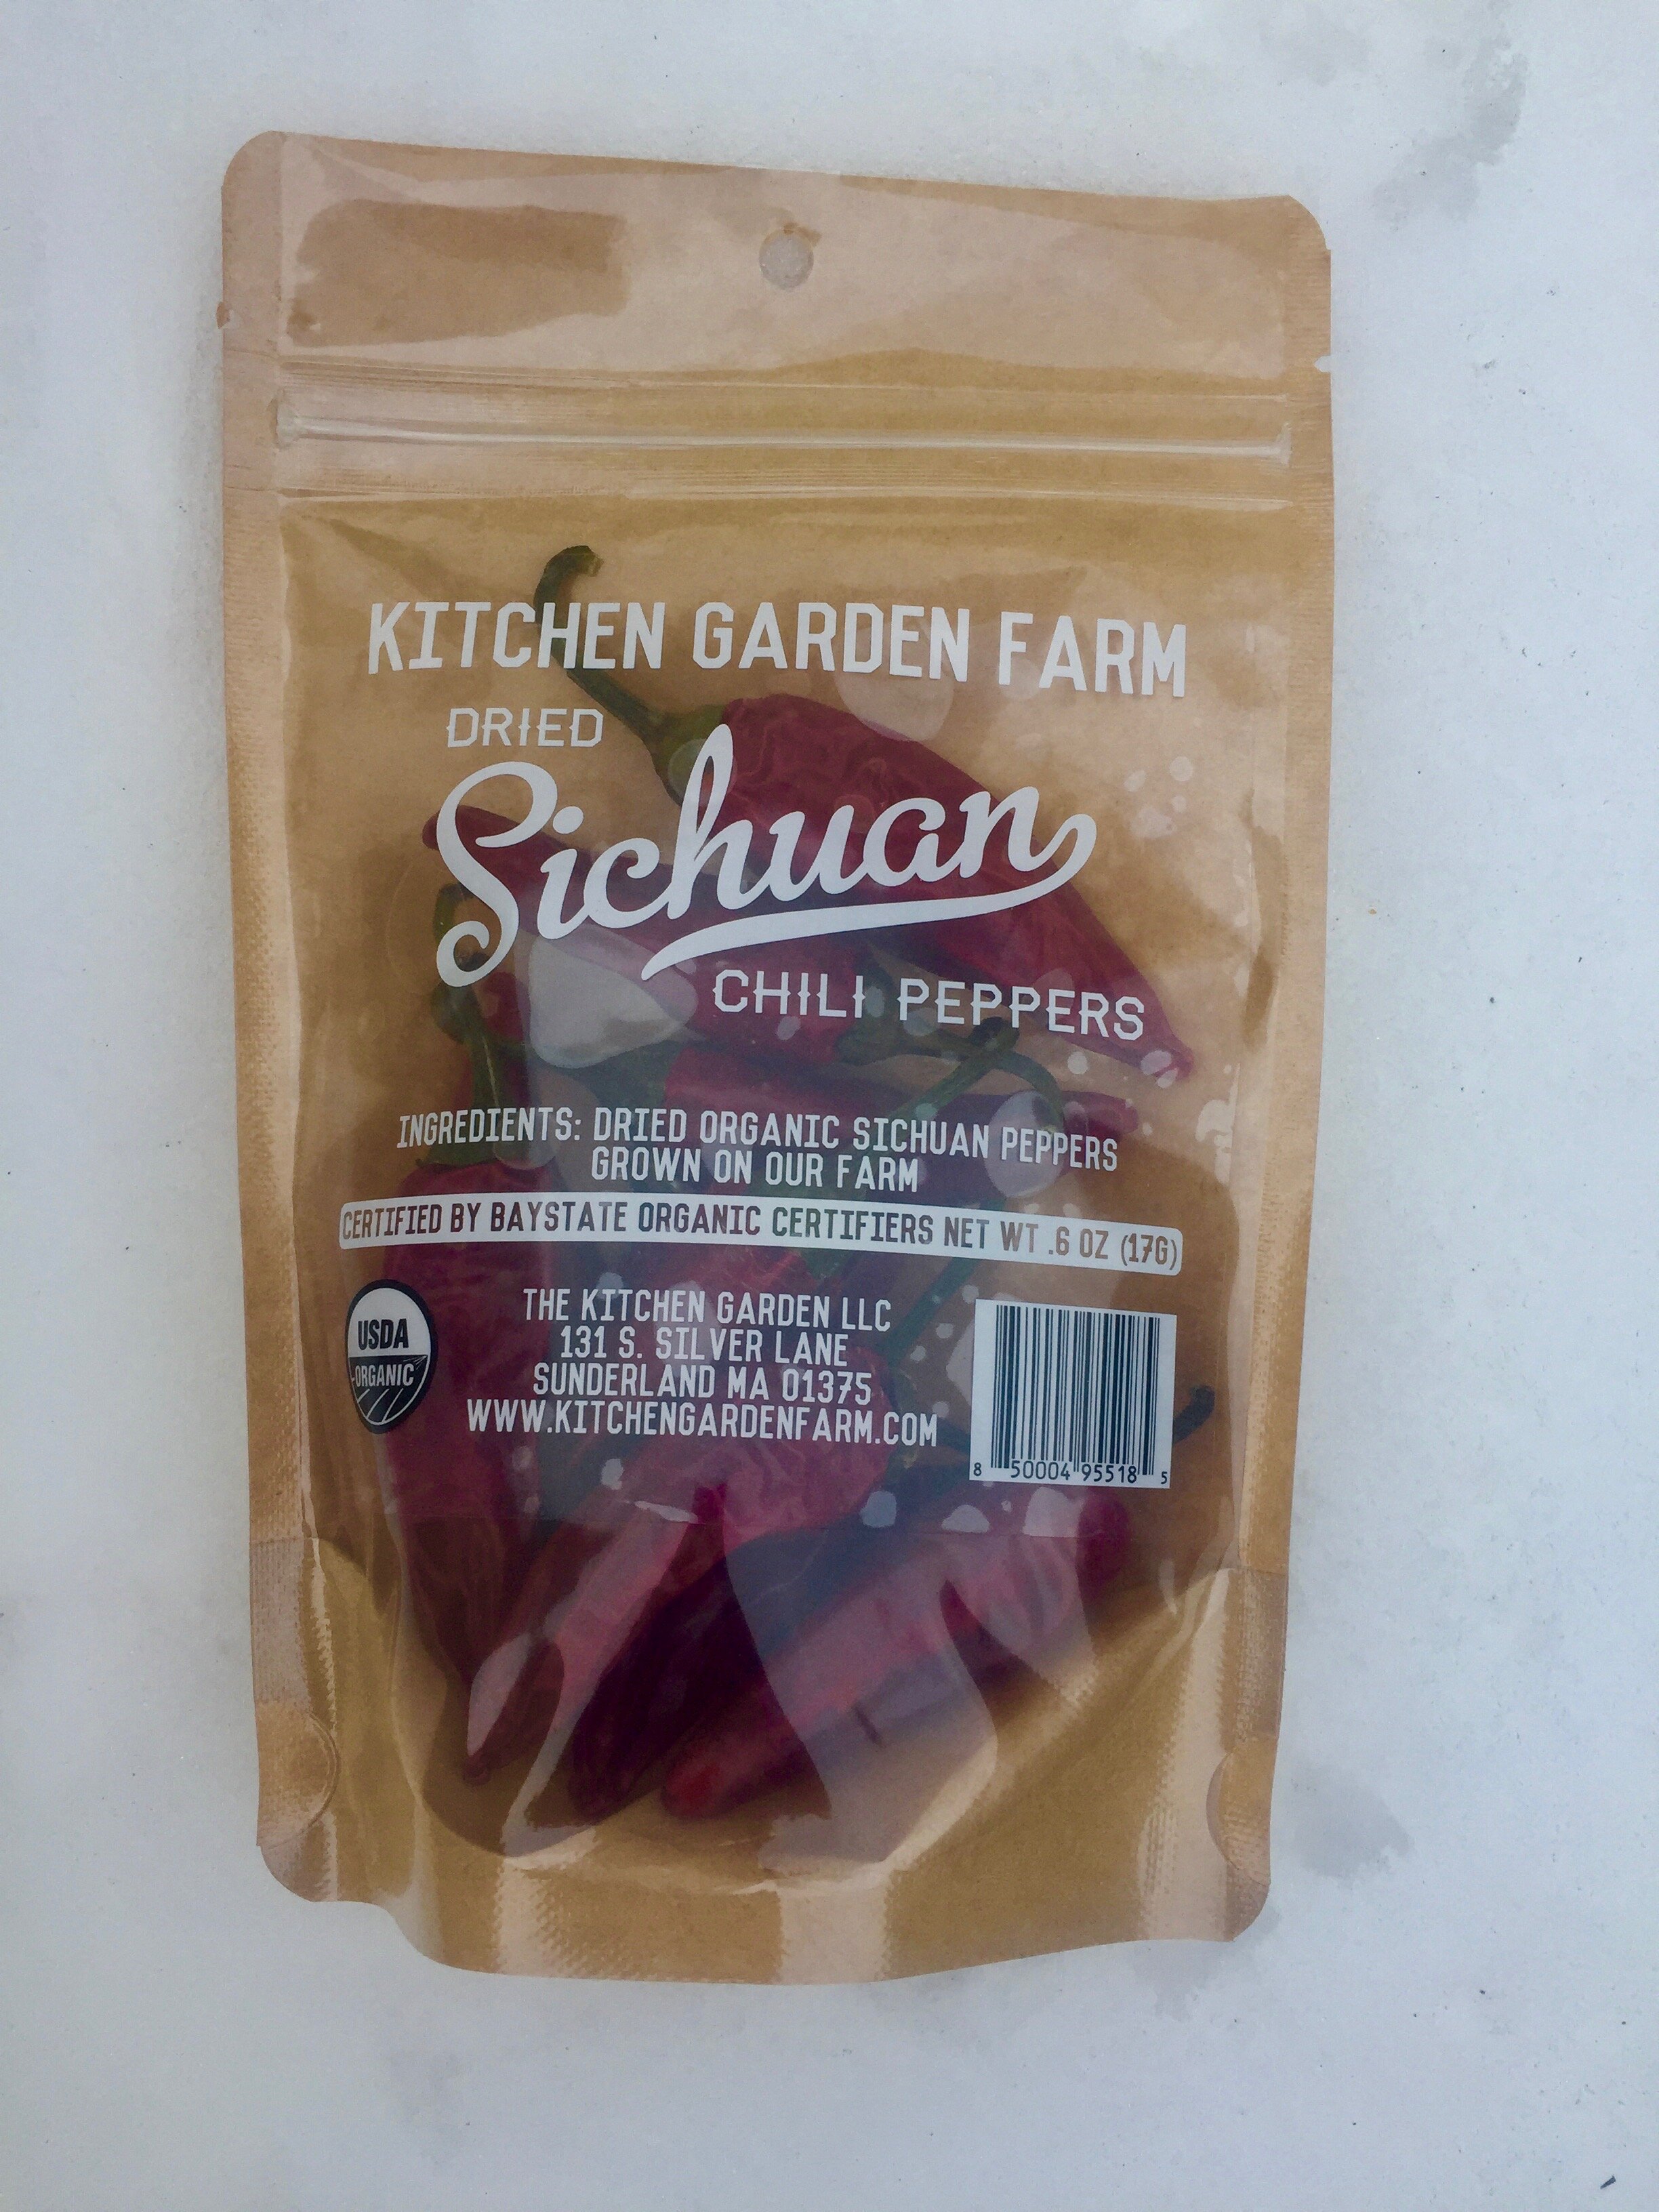 KITCHEN GARDEN FARM
DRIED
Sichuan
CHILI PEPPERS
INGREDIENTS: DRIED ORGANIC SICHUAN PEPPERS
GROWN ON OUR FARM
CERTIFIED BY BAYSTATE ORGANIC CERTIFIERS NET WT .6 OZ (17G)
USDA
ORGANIC
THE KITCHEN GARDEN LLC
131 S. SILVER LANE
SUNDERLAND MA 01375
WWW.KITCHENGARDENFARM.COM
8 50004 95518 5